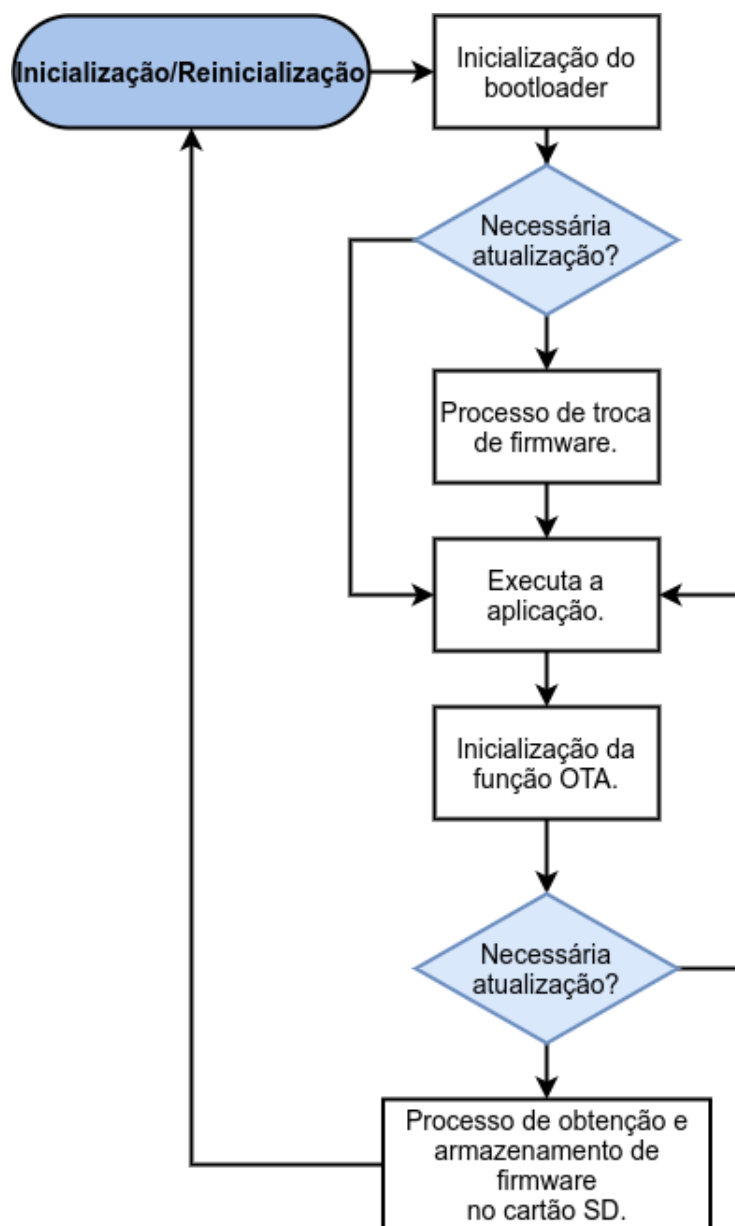 Inicialização/Reinicialização
Inicialização do
bootloader
Necessária
atualização?
Processo de troca
de firmware.
Executa a
aplicação.
Inicialização da
função OTA.
Necessária
atualização?
Processo de obtenção e
armazenamento de
firmware
no cartão SD.